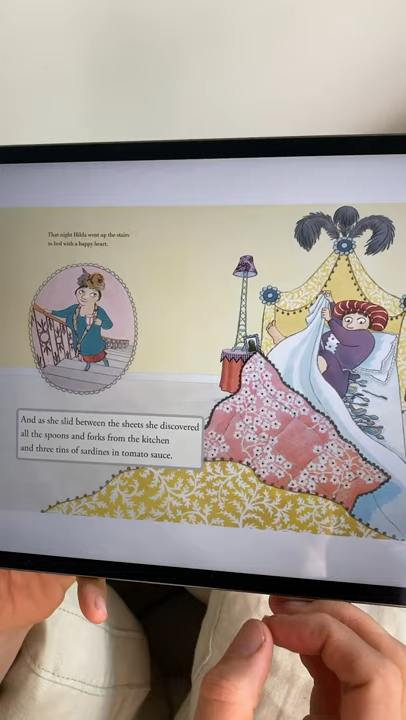 That night Hilda went up the stairs
to bed with a happy heart.
And as she slid between the sheets she discovered
all the spoons and forks from the kitchen
and three tins of sardines in tomato sauce.